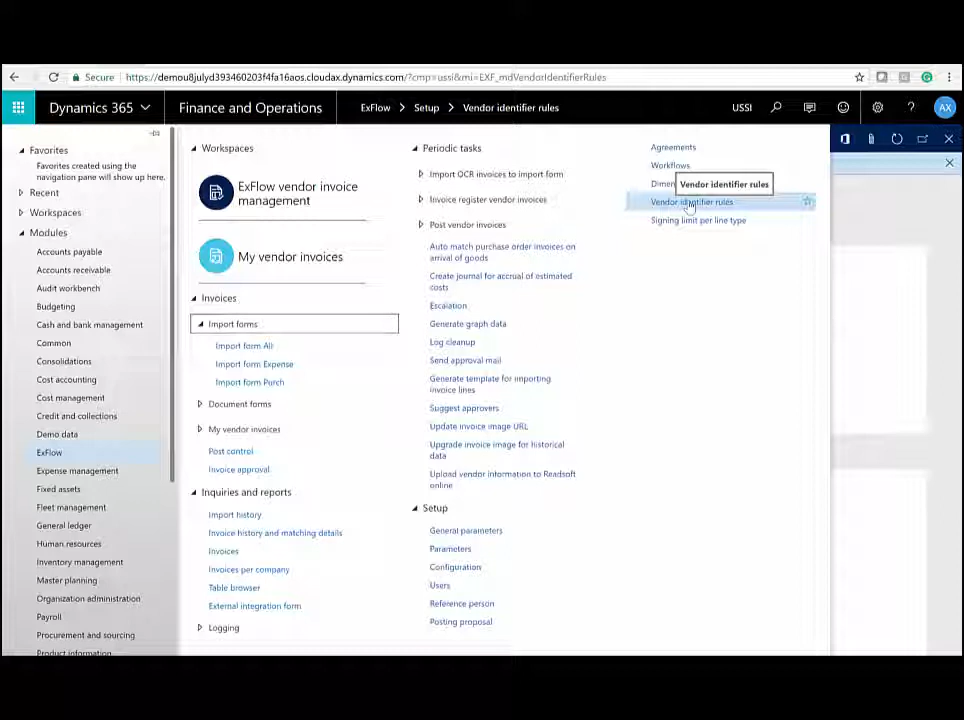 Secure https://demou8julyd393460203f4fa16aos.cloudax.dynamics.com/?cmp=ussi&mi=EXF_mdVendorIdentifierRules
Dynamics 365 Finance and Operations ExFlow > Setup > Vendor identifier rules USSI ? AX
Favorites
Favorites created using the
navigation pane will show up here.
Recent
Workspaces
Modules
Accounts payable
Accounts receivable
Audit workbench
Budgeting
Cash and bank management
Common
Consolidations
Cost accounting
Cost management
Credit and collections
Demo data
ExFlow
Expense management
Fixed assets
Fleet management
General ledger
Human resources
Inventory management
Master planning
Organization administration
Payroll
Procurement and sourcing
Product information
Workspaces
ExFlow vendor invoice
management
My vendor invoices
Invoices
Import forms
Import form All
Import form Expense
Import form Purch
Document forms
My vendor invoices
Post control
Invoice approval
Inquiries and reports
Import history
Invoice history and matching details
Invoices
Invoices per company
Table browser
External integration form
Logging
Periodic tasks
Import OCR invoices to import form
Invoice register vendor invoices
Post vendor invoices
Auto match purchase order invoices on
arrival of goods
Create journal for accrual of estimated
costs
Escalation
Generate graph data
Log cleanup
Send approval mail
Generate template for importing
invoice lines
Suggest approvers
Update invoice image URL
Upgrade invoice image for historical
data
Upload vendor information to Readsoft
online
Setup
General parameters
Parameters
Configuration
Users
Reference person
Posting proposal
Agreements
Workflows
Dimen
Vendor identifier rules
Vendor identifier rules
Signing limit per line type